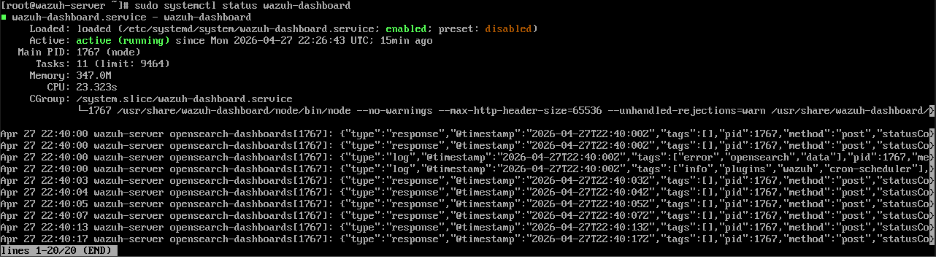 [root@wazuh-server ~]# sudo systemctl status wazuh-dashboard
■ wazuh-dashboard.service - wazuh-dashboard
Loaded: loaded (/etc/systemd/system/wazuh-dashboard.service; enabled; preset: disabled)
Active: active (running) since Mon 2026-04-27 22:26:43 UTC; 15min ago
Main PID: 1767 (node)
Tasks: 11 (limit: 9464)
Memory: 347.0M
CPU: 23.323s
CGroup: /system.slice/wazuh-dashboard.service
└─1767 /usr/share/wazuh-dashboard/node/bin/node --no-warnings --max-http-header-size=65536 --unhandled-rejections=warn /usr/share/wazuh-dashboard/>
Apr 27 22:40:00 wazuh-server opensearch-dashboards[1767]: {"type":"response","@timestamp":"2026-04-27T22:40:00Z","tags":[],"pid":1767,"method":"post","statusCo>
Apr 27 22:40:00 wazuh-server opensearch-dashboards[1767]: {"type":"response","@timestamp":"2026-04-27T22:40:00Z","tags":[],"pid":1767,"method":"post","statusCo>
Apr 27 22:40:00 wazuh-server opensearch-dashboards[1767]: {"type":"log","@timestamp":"2026-04-27T22:40:00Z","tags":["error","opensearch","data"],"pid":1767,"me>
Apr 27 22:40:00 wazuh-server opensearch-dashboards[1767]: {"type":"log","@timestamp":"2026-04-27T22:40:00Z","tags":["info","plugins","wazuh","cron-scheduler"],>
Apr 27 22:40:03 wazuh-server opensearch-dashboards[1767]: {"type":"response","@timestamp":"2026-04-27T22:40:03Z","tags":[],"pid":1767,"method":"post","statusCo>
Apr 27 22:40:04 wazuh-server opensearch-dashboards[1767]: {"type":"response","@timestamp":"2026-04-27T22:40:04Z","tags":[],"pid":1767,"method":"post","statusCo>
Apr 27 22:40:05 wazuh-server opensearch-dashboards[1767]: {"type":"response","@timestamp":"2026-04-27T22:40:05Z","tags":[],"pid":1767,"method":"post","statusCo>
Apr 27 22:40:07 wazuh-server opensearch-dashboards[1767]: {"type":"response","@timestamp":"2026-04-27T22:40:07Z","tags":[],"pid":1767,"method":"post","statusCo>
Apr 27 22:40:13 wazuh-server opensearch-dashboards[1767]: {"type":"response","@timestamp":"2026-04-27T22:40:13Z","tags":[],"pid":1767,"method":"post","statusCo>
Apr 27 22:40:17 wazuh-server opensearch-dashboards[1767]: {"type":"response","@timestamp":"2026-04-27T22:40:17Z","tags":[],"pid":1767,"method":"post","statusCo>
lines 1-20/20 (END)